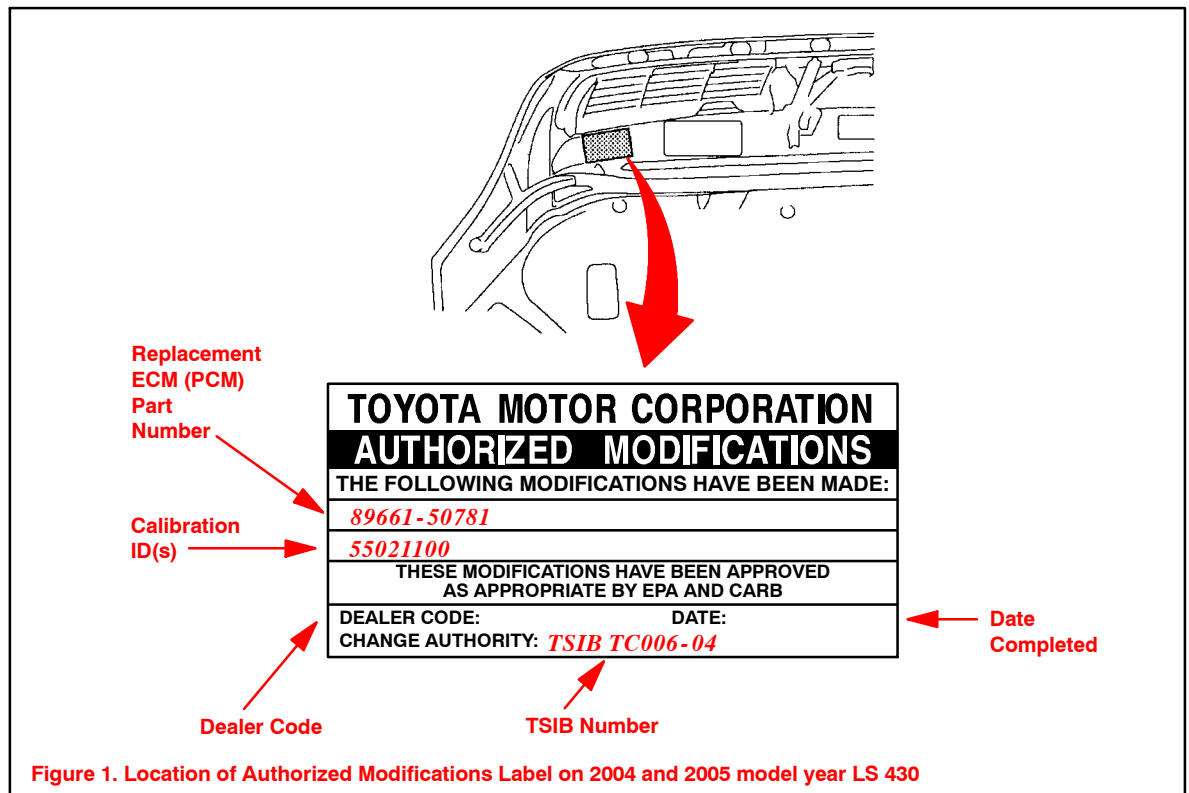 Replacement
ECM (PCM)
Part
Number
TOYOTA MOTOR CORPORATION
AUTHORIZED MODIFICATIONS
THE FOLLOWING MODIFICATIONS HAVE BEEN MADE:
89661-50781
Calibration
ID(s)
55021100
THESE MODIFICATIONS HAVE BEEN APPROVED
AS APPROPRIATE BY EPA AND CARB
DEALER CODE: DATE:
CHANGE AUTHORITY: TSIB TC006-04
Date
Completed
Dealer Code
TSIB Number
Figure 1. Location of Authorized Modifications Label on 2004 and 2005 model year LS 430